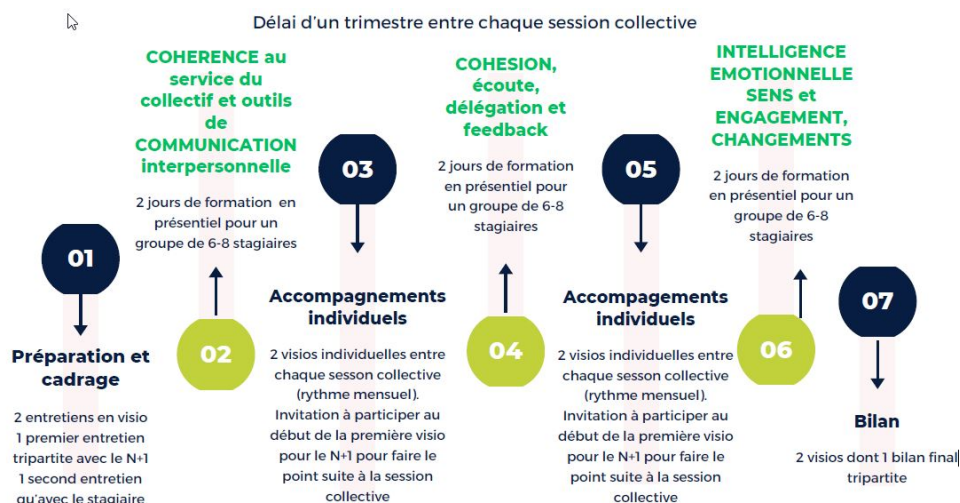 Délai d'un trimestre entre chaque session collective
01
Préparation et
cadrage
2 entretiens en visio
1 premier entretien
tripartite avec le N+1
1 second entretien
qu'avec le stagiaire
COHERENCE au
service du
collectif et outils
de
COMMUNICATION
interpersonnelle
2 jours de formation en
présentiel pour un
groupe de 6-8 stagiaires
02
03
Accompagnements
individuels
2 visios individuelles entre
chaque sesson collective
(rythme mensuel).
Invitation à participer au
début de la première visio
pour le N+1 pour faire le
point suite à la session
collective
COHESION,
écoute,
délégation et
feedback
2 jours de formation
en présentiel pour
un groupe de 6-8
stagiaires
04
05
Accompagements
individuels
2 visios individuelles entre
chaque sesson collective
(rythme mensuel).
Invitation à participer au
début de la première visio
pour le N+1 pour faire le
point suite à la session
collective
INTELLIGENCE
EMOTIONNELLE
SENS et
ENGAGEMENT,
CHANGEMENTS
2 jours de formation
en présentiel pour un
groupe de 6-8
stagiaires
06
07
Bilan
2 visios dont 1 bilan final
tripartite